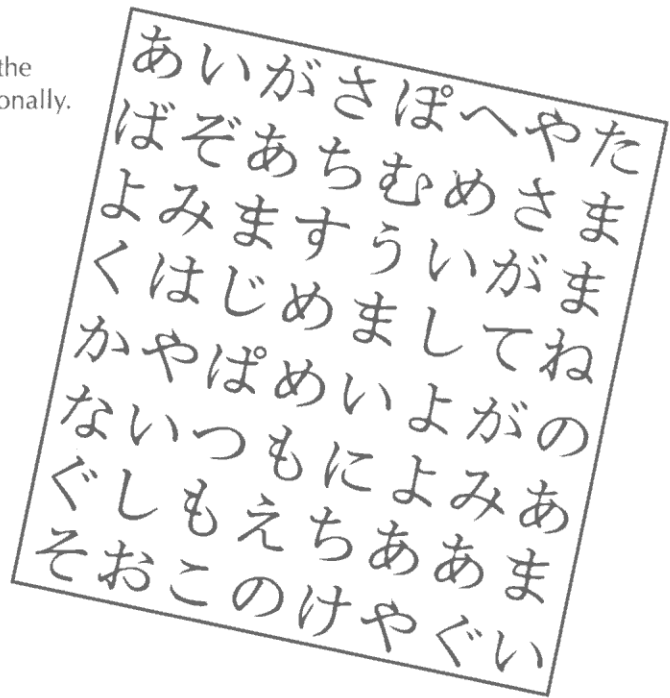 the
onally.
あいがさぽへやた
ばぞあちむめさま
よみますういがま
くはじめましてね
かやぱめいよがの
ないつもによみあ
ぐしもえちああま
そおこのけやぐい